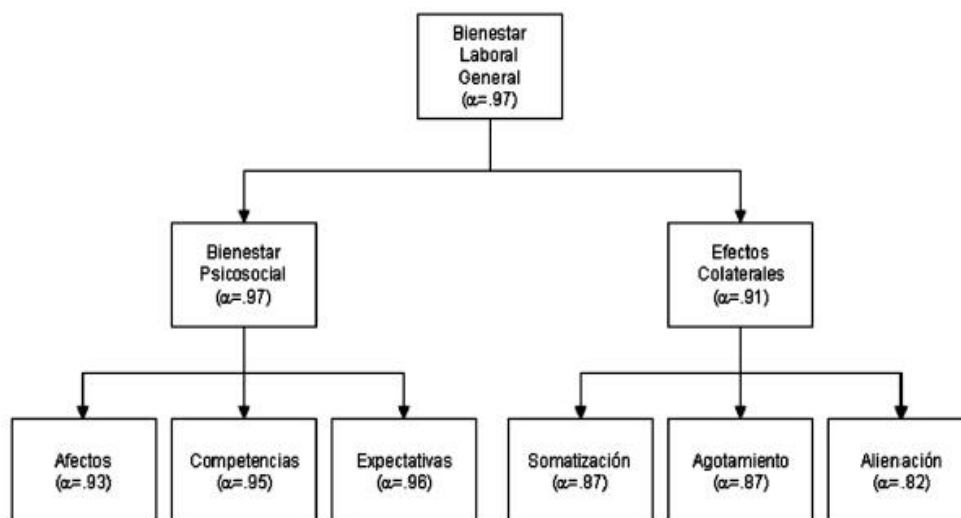 Bienestar
Laboral
General
(α=.97)
Bienestar
Psicosocial
(α=.97)
Efectos
Colaterales
(α=.91)
Afectos
(α=.93)
Competencias
(α=.95)
Expectativas
(α=.96)
Somatización
(α=.87)
Agotamiento
(α=.87)
Alienación
(α=.82)